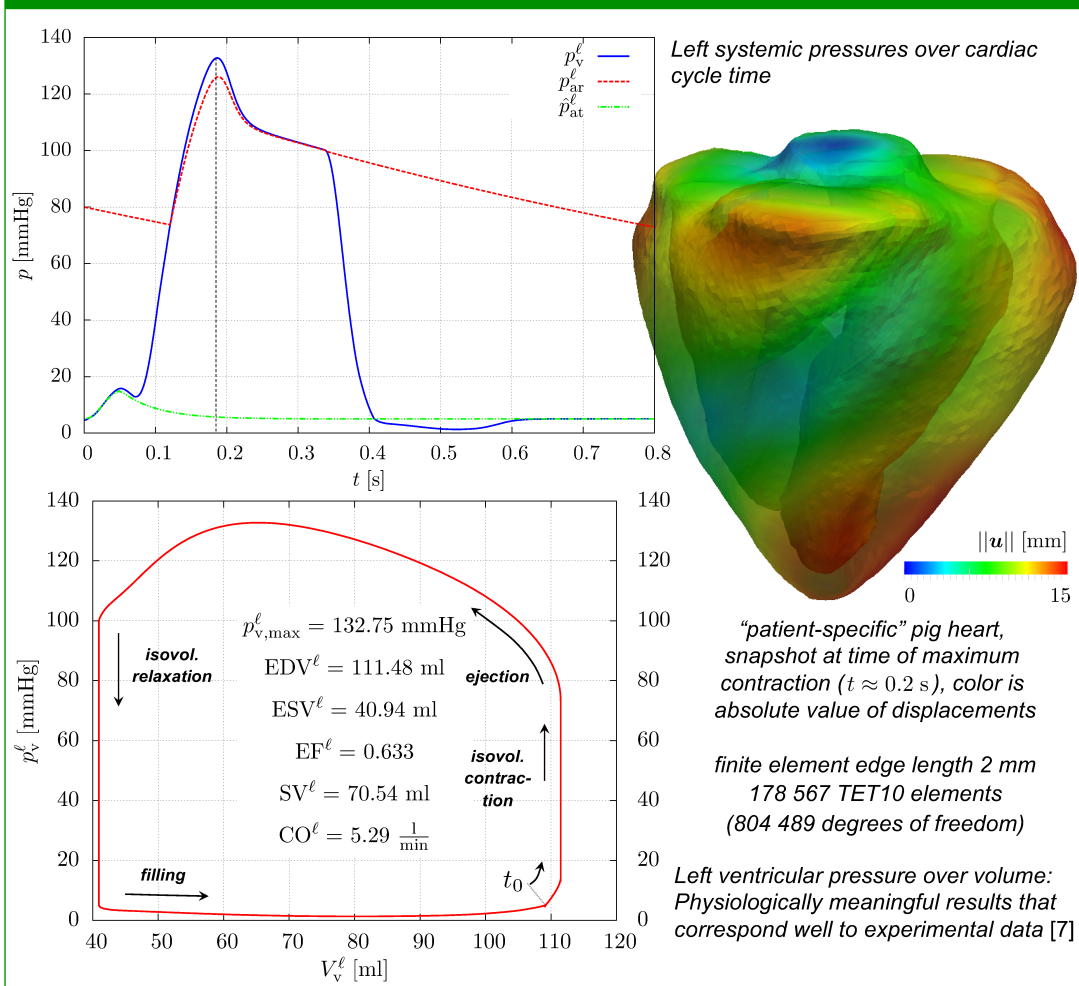 140
120
100
80
60
40
20
0
p [mmHg]
0 0.1 0.2 0.3 0.4 0.5 0.6 0.7 0.8
t [s]
p_v^ℓ
p_ar^ℓ
p̂_at^ℓ
Left systemic pressures over cardiac
cycle time
||u|| [mm]
0 15
“patient-specific” pig heart,
snapshot at time of maximum
contraction (t ≈ 0.2 s), color is
absolute value of displacements
finite element edge length 2 mm
178 567 TET10 elements
(804 489 degrees of freedom)
Left ventricular pressure over volume:
Physiologically meaningful results that
correspond well to experimental data [7]
140 140
120 120
100 100
80 80
60 60
40 40
20 20
0 0
p_v^ℓ [mmHg]
40 50 60 70 80 90 100 110 120
V_v^ℓ [ml]
isovol.
relaxation
p_v,max^ℓ = 132.75 mmHg
EDV^ℓ = 111.48 ml
ESV^ℓ = 40.94 ml
EF^ℓ = 0.633
SV^ℓ = 70.54 ml
CO^ℓ = 5.29 l/min
ejection
isovol.
contrac-
tion
filling
t_0